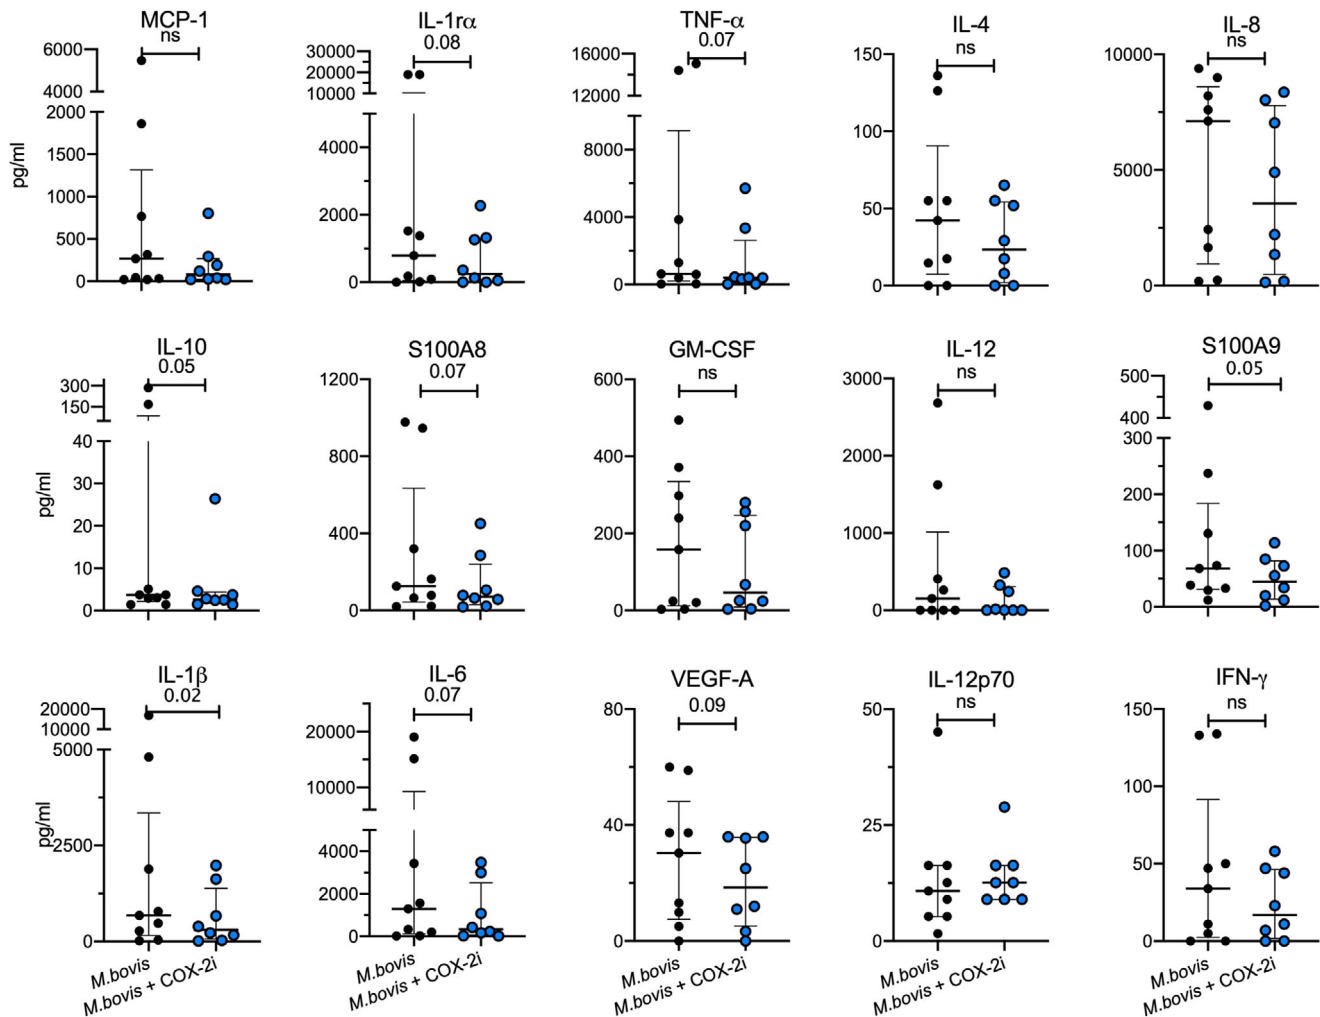 MCP-1
ns
6000
4000
2000
1500
1000
500
0
pg/ml
IL-1rα
0.08
30000
20000
10000
4000
2000
0
TNF-α
0.07
16000
12000
8000
4000
0
IL-4
ns
150
100
50
0
IL-8
ns
10000
5000
0
IL-10
0.05
300
150
40
30
20
10
0
pg/ml
S100A8
0.07
1200
800
400
0
GM-CSF
ns
600
400
200
0
IL-12
ns
3000
2000
1000
0
S100A9
0.05
500
400
300
200
100
0
IL-1β
0.02
20000
10000
5000
2500
0
pg/ml
M.bovis
M.bovis + COX-2i
IL-6
0.07
20000
10000
4000
2000
0
M.bovis
M.bovis + COX-2i
VEGF-A
0.09
80
40
0
M.bovis
M.bovis + COX-2i
IL-12p70
ns
50
25
0
M.bovis
M.bovis + COX-2i
IFN-γ
ns
150
100
50
0
M.bovis
M.bovis + COX-2i